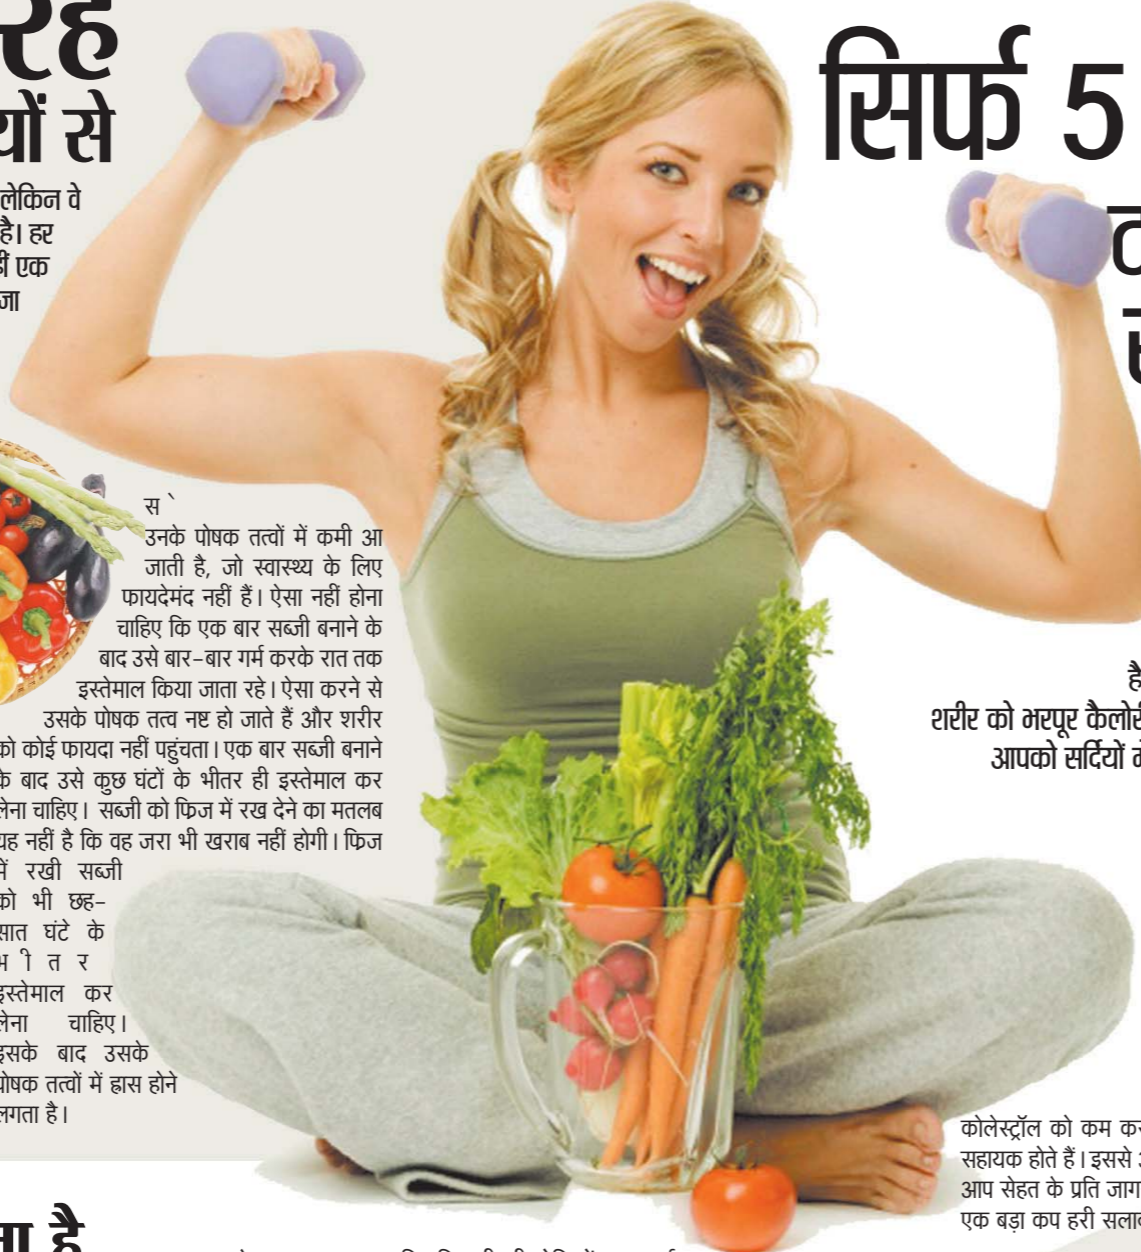 रह
यों से
लेकिन वे
है। हर
हीं एक
जा
स े
उनके पोषक तत्वों में कमी आ
जाती है, जो स्वास्थ्य के लिए
फायदेमंद नहीं हैं। ऐसा नहीं होना
चाहिए कि एक बार सब्जी बनाने के
बाद उसे बार-बार गर्म करके रात तक
इस्तेमाल किया जाता रहे। ऐसा करने से
उसके पोषक तत्व नष्ट हो जाते हैं और शरीर
को कोई फायदा नहीं पहुंचता। एक बार सब्जी बनाने
के बाद उसे कुछ घंटों के भीतर ही इस्तेमाल कर
लेना चाहिए। सब्जी को फ्रिज में रख देने का मतलब
यह नहीं है कि वह जरा भी खराब नहीं होगी। फ्रिज
में रखी सब्जी
को भी छह-
सात घंटे के
भ ी त र
इस्तेमाल कर
लेना चाहिए।
इसके बाद उसके
पोषक तत्वों में ह्रास होने
लगता है।
है
सिर्फ 5
है
शरीर को भरपूर कैलोरी
आपको सर्दियों में
कोलेस्ट्रॉल को कम कर
सहायक होते हैं। इससे
आप सेहत के प्रति जाग
एक बड़ा कप हरी सलाद